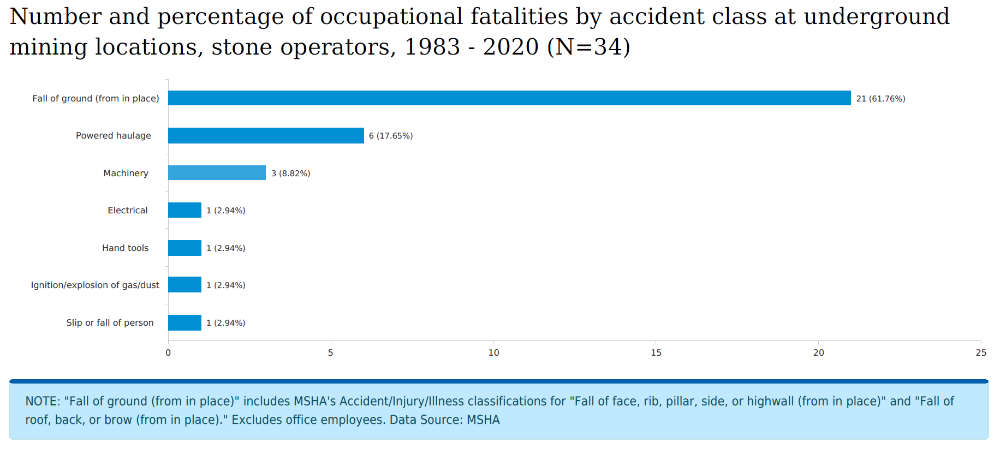 Number and percentage of occupational fatalities by accident class at underground
mining locations, stone operators, 1983 - 2020 (N=34)
Fall of ground (from in place)
21 (61.76%)
Powered haulage
6 (17.65%)
Machinery
3 (8.82%)
Electrical
1 (2.94%)
Hand tools
1 (2.94%)
Ignition/explosion of gas/dust
1 (2.94%)
Slip or fall of person
1 (2.94%)
0 5 10 15 20 25
NOTE: "Fall of ground (from in place)" includes MSHA's Accident/Injury/Illness classifications for "Fall of face, rib, pillar, side, or highwall (from in place)" and "Fall of
roof, back, or brow (from in place)." Excludes office employees. Data Source: MSHA